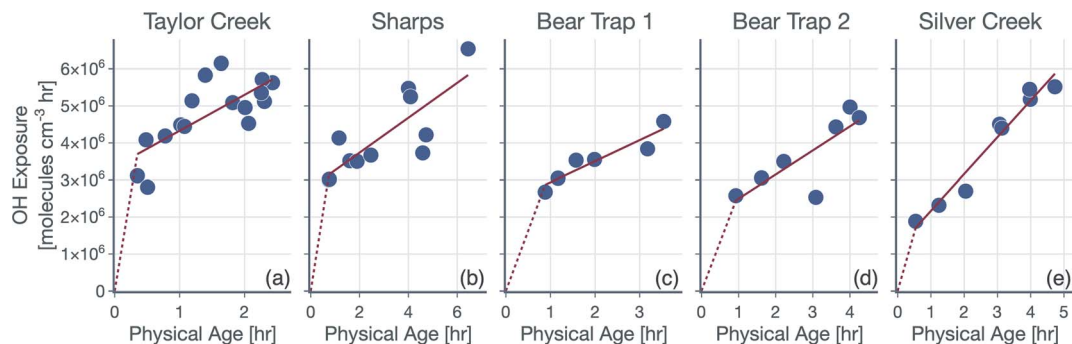 Taylor Creek
Sharps
Bear Trap 1
Bear Trap 2
Silver Creek
OH Exposure
[molecules cm⁻³ hr]
6×10⁶
5×10⁶
4×10⁶
3×10⁶
2×10⁶
1×10⁶
0
(a)
(b)
(c)
(d)
(e)
0 1 2
0 2 4 6
0 1 2 3
0 1 2 3 4
0 1 2 3 4 5
Physical Age [hr]
Physical Age [hr]
Physical Age [hr]
Physical Age [hr]
Physical Age [hr]